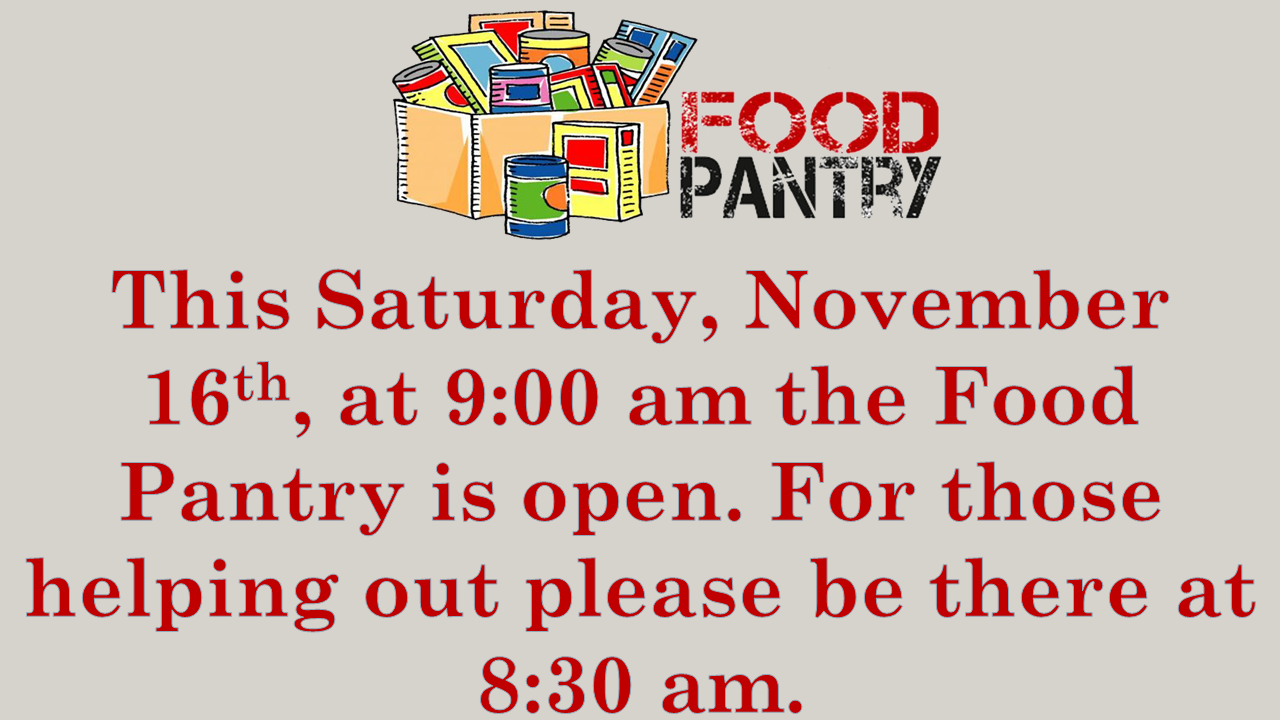 FOOD
PANTRY
This Saturday, November
16th, at 9:00 am the Food
Pantry is open. For those
helping out please be there at
8:30 am.